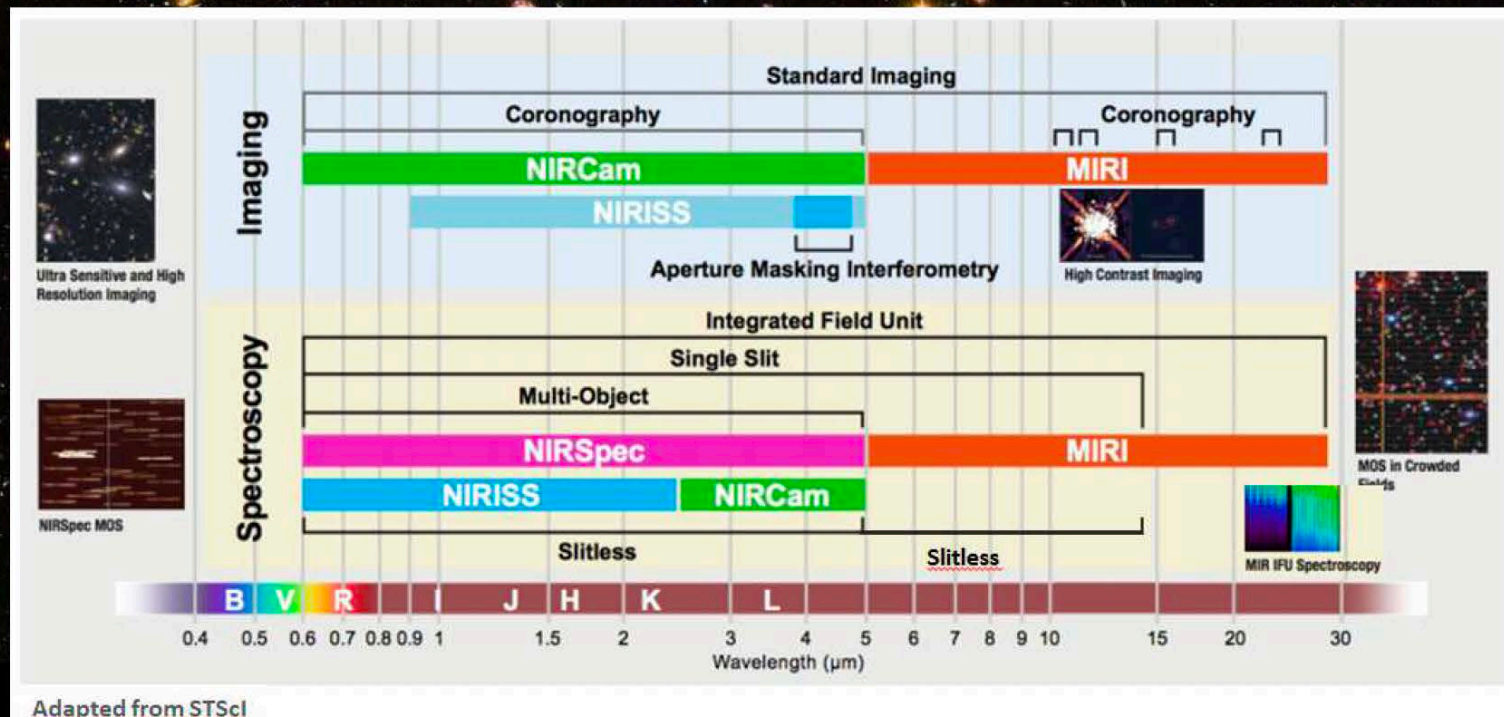 Standard Imaging
Coronography
Coronography
Imaging
NIRCam
MIRI
NIRISS
Aperture Masking Interferometry
Ultra Sensitive and High
Resolution Imaging
High Contrast Imaging
Integrated Field Unit
Single Slit
Multi-Object
Spectroscopy
NIRSpec
MIRI
NIRISS
NIRCam
Slitless
Slitless
NIRSpec MOS
MOS in Crowded
Fields
MIR IFU Spectroscopy
B V R I J H K L
0.4 0.5 0.6 0.7 0.8 0.9 1 1.5 2 3 4 5 6 7 8 9 10 15 20 30
Wavelength (µm)
Adapted from STScI